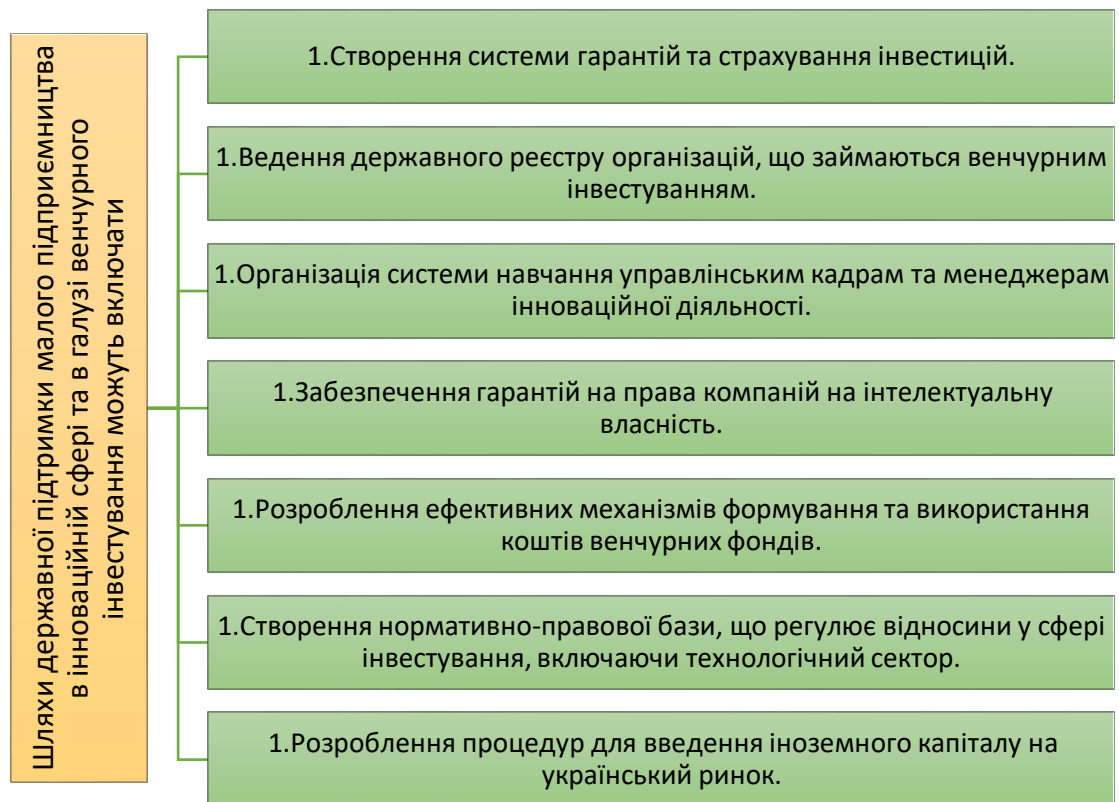 Шляхи державної підтримки малого підприємництва
в інноваційній сфері та в галузі венчурного
інвестування можуть включати
1.Створення системи гарантій та страхування інвестицій.
1.Ведення державного реєстру організацій, що займаються венчурним
інвестуванням.
1.Організація системи навчання управлінським кадрам та менеджерам
інноваційної діяльності.
1.Забезпечення гарантій на права компаній на інтелектуальну
власність.
1.Розроблення ефективних механізмів формування та використання
коштів венчурних фондів.
1.Створення нормативно-правової бази, що регулює відносини у сфері
інвестування, включаючи технологічний сектор.
1.Розроблення процедур для введення іноземного капіталу на
український ринок.